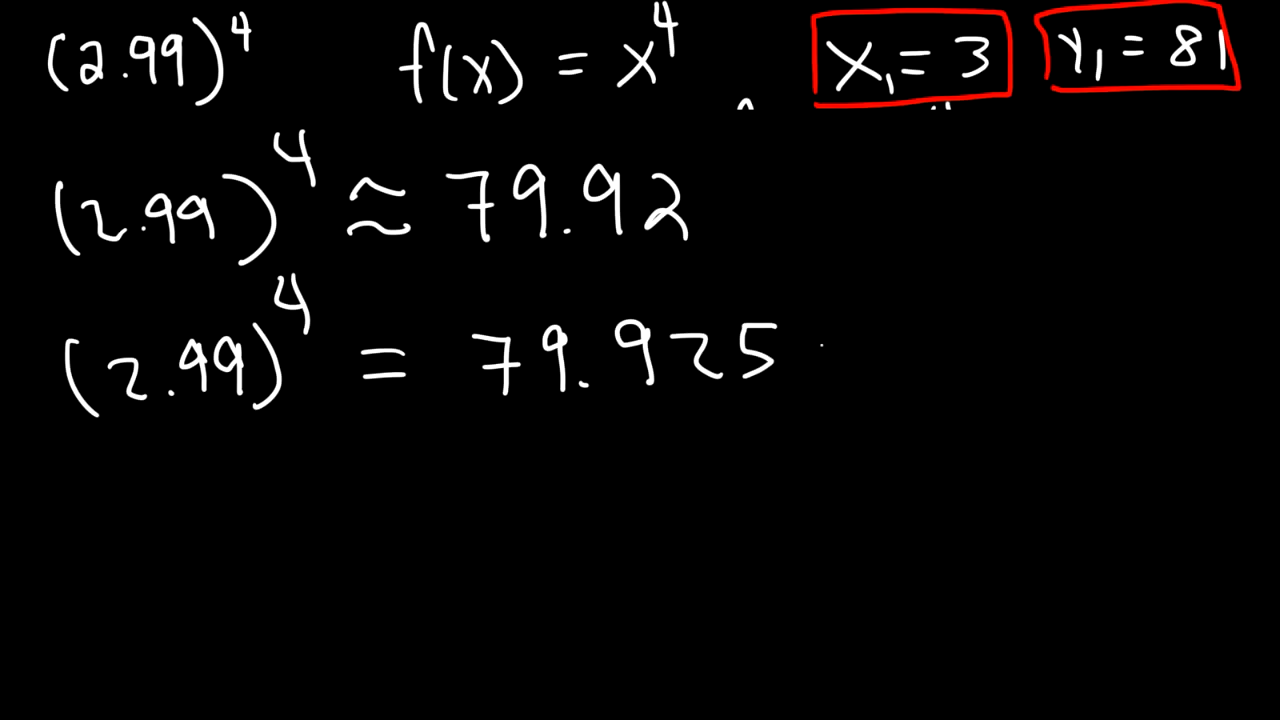 (2.99)⁴ f(x) = x⁴ x₁ = 3 y₁ = 81
(2.99)⁴ ≈ 79.92
(2.99)⁴ = 79.925